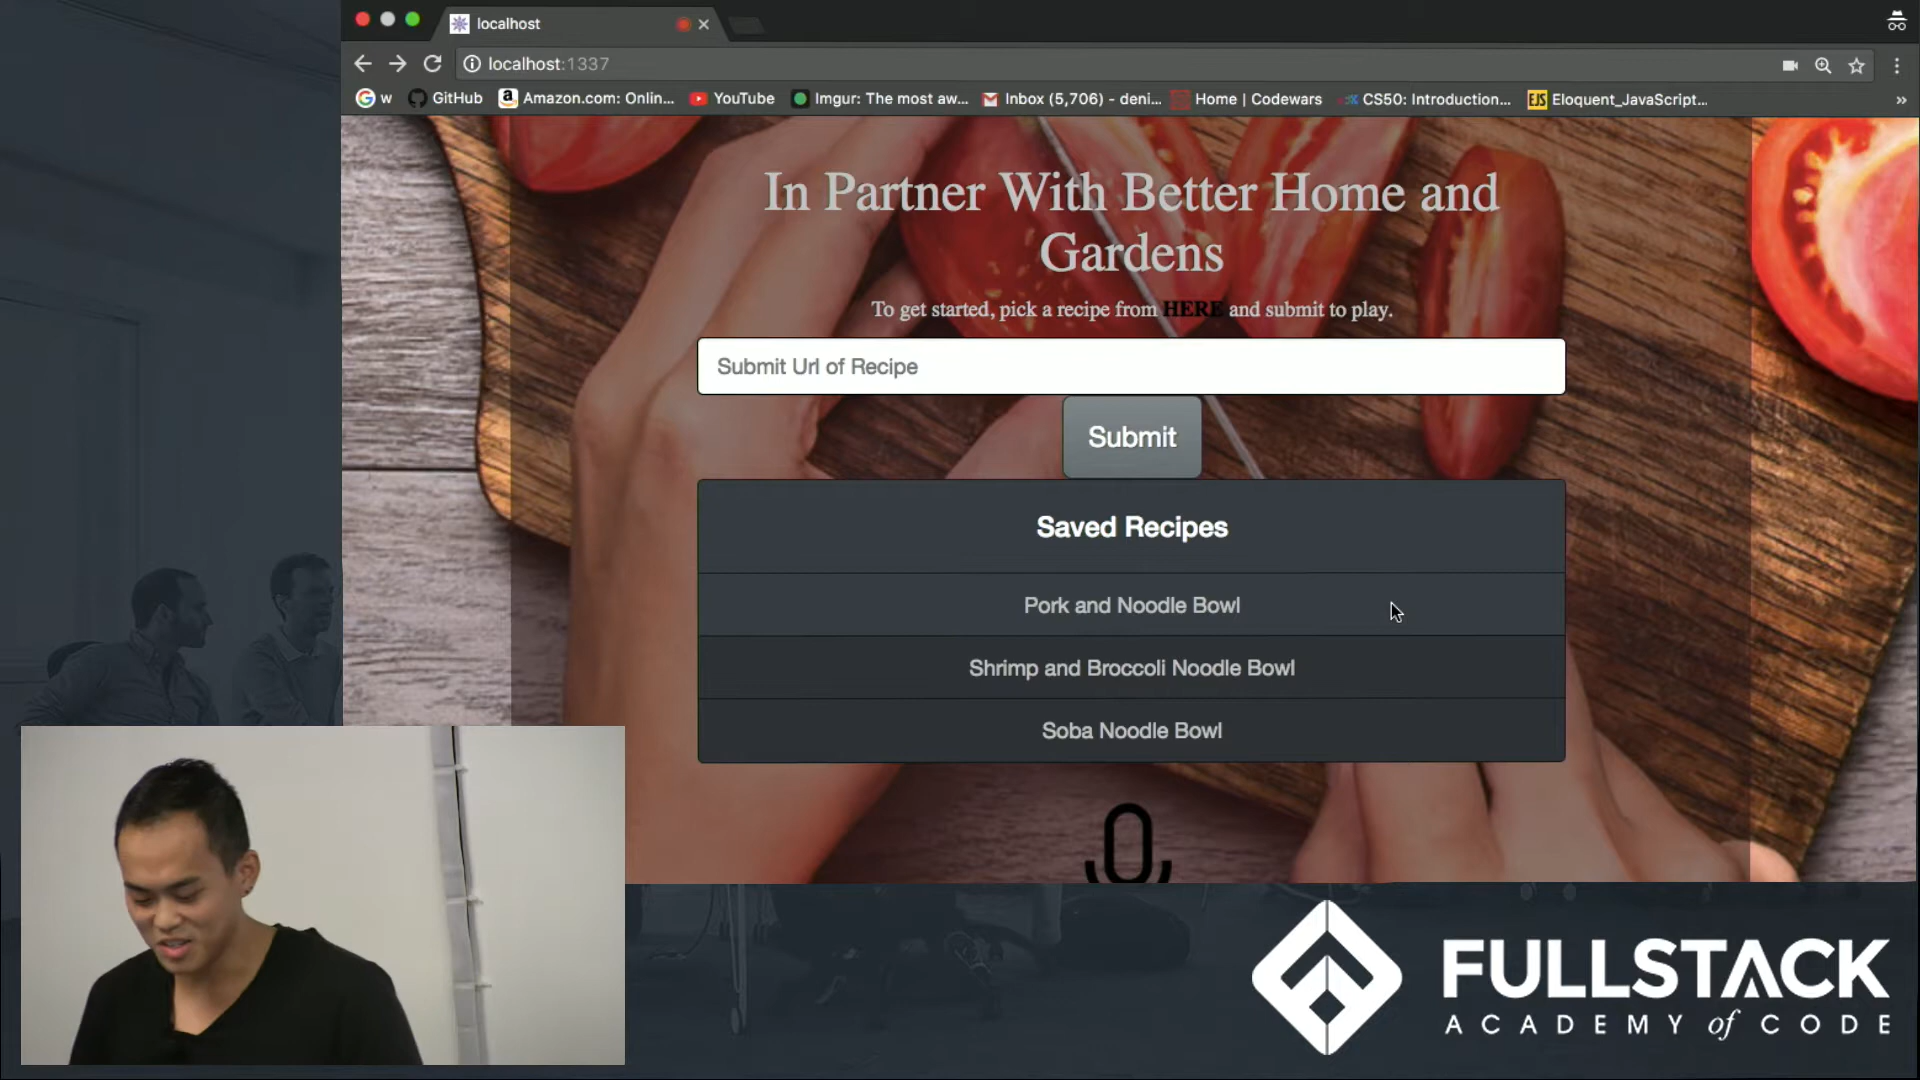 localhost
localhost:1337
w
GitHub
Amazon.com: Onlin...
YouTube
Imgur: The most aw...
Inbox (5,706) - deni...
Home | Codewars
CS50: Introduction...
EJS
Eloquent_JavaScript...
In Partner With Better Home and
Gardens
To get started, pick a recipe from HERE and submit to play.
Submit Url of Recipe
Submit
Saved Recipes
Pork and Noodle Bowl
Shrimp and Broccoli Noodle Bowl
Soba Noodle Bowl
FULLSTACK
ACADEMY of CODE